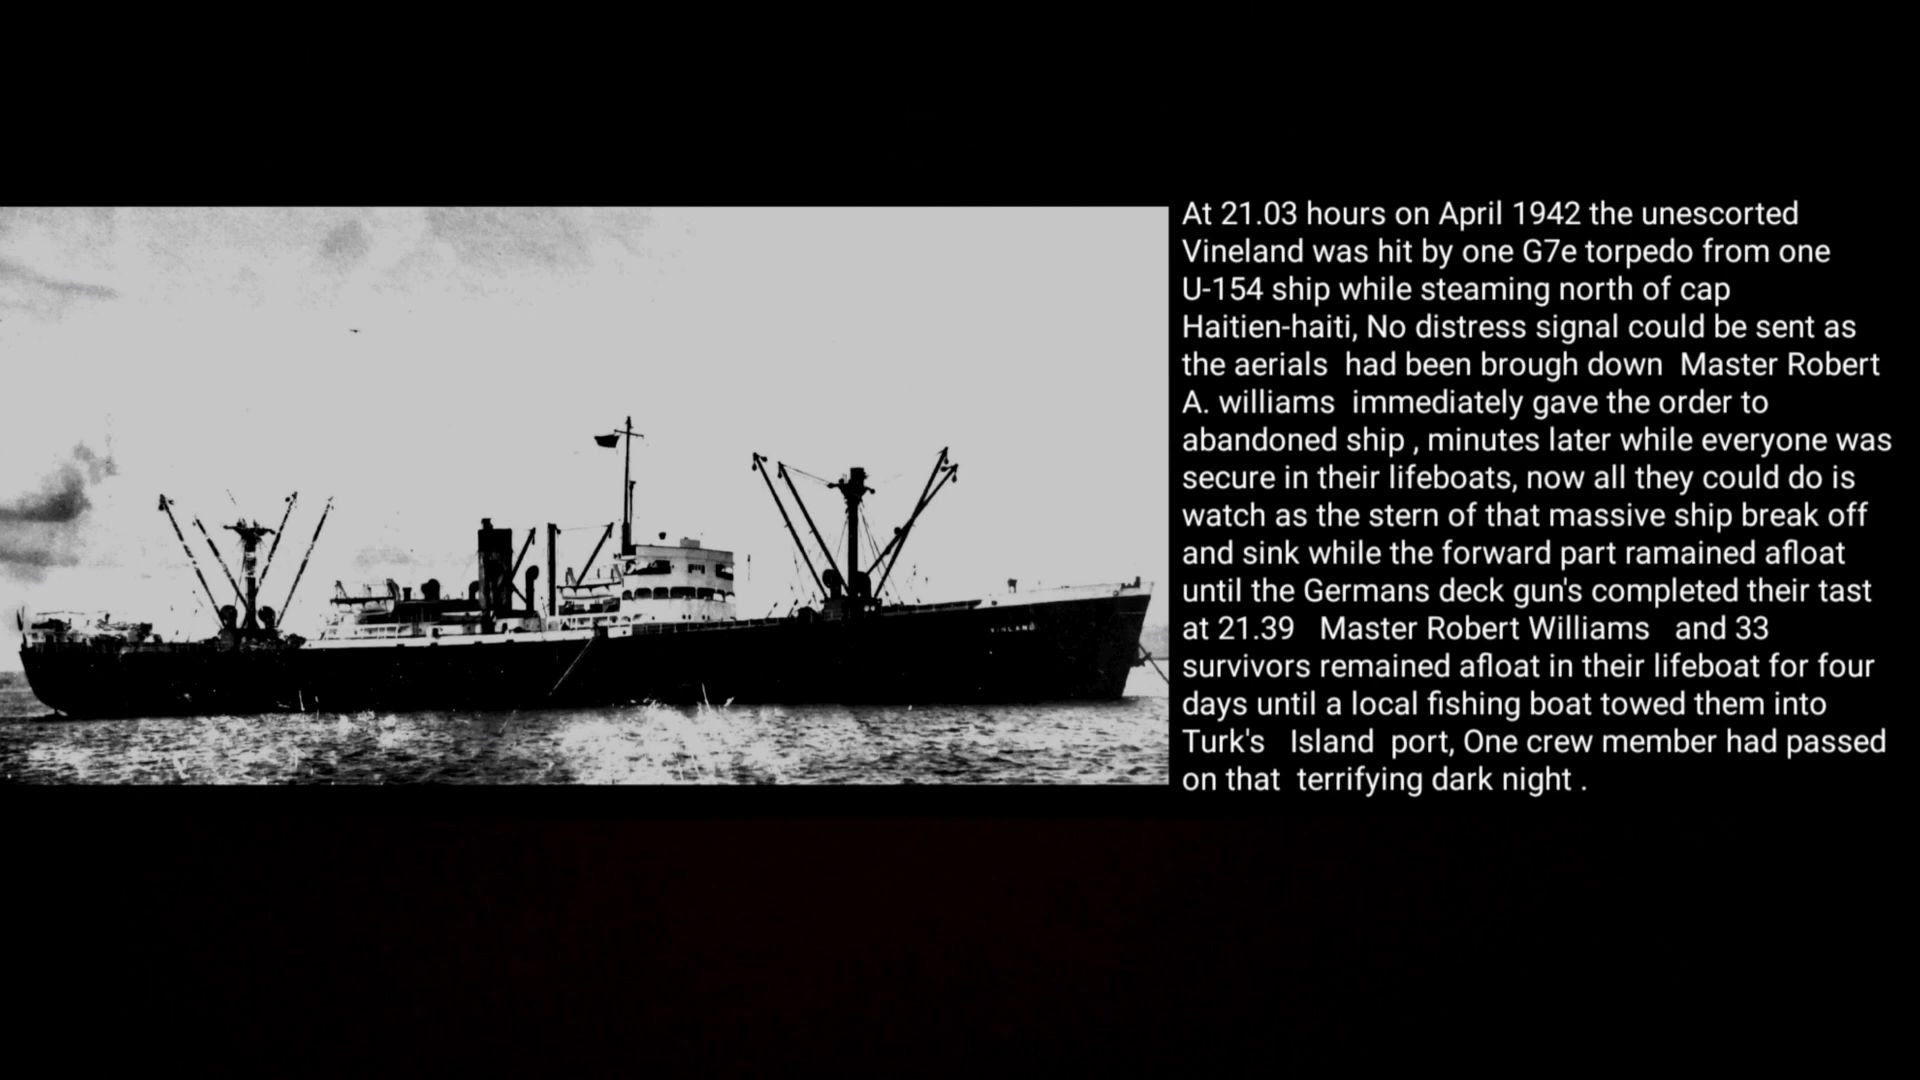 At 21.03 hours on April 1942 the unescorted
Vineland was hit by one G7e torpedo from one
U-154 ship while steaming north of cap
Haitien-haiti, No distress signal could be sent as
the aerials  had been brough down  Master Robert
A. williams  immediately gave the order to
abandoned ship , minutes later while everyone was
secure in their lifeboats, now all they could do is
watch as the stern of that massive ship break off
and sink while the forward part ramained afloat
until the Germans deck gun's completed their tast
at 21.39   Master Robert Williams   and 33
survivors remained afloat in their lifeboat for four
days until a local fishing boat towed them into
Turk's   Island  port, One crew member had passed
on that  terrifying dark night .